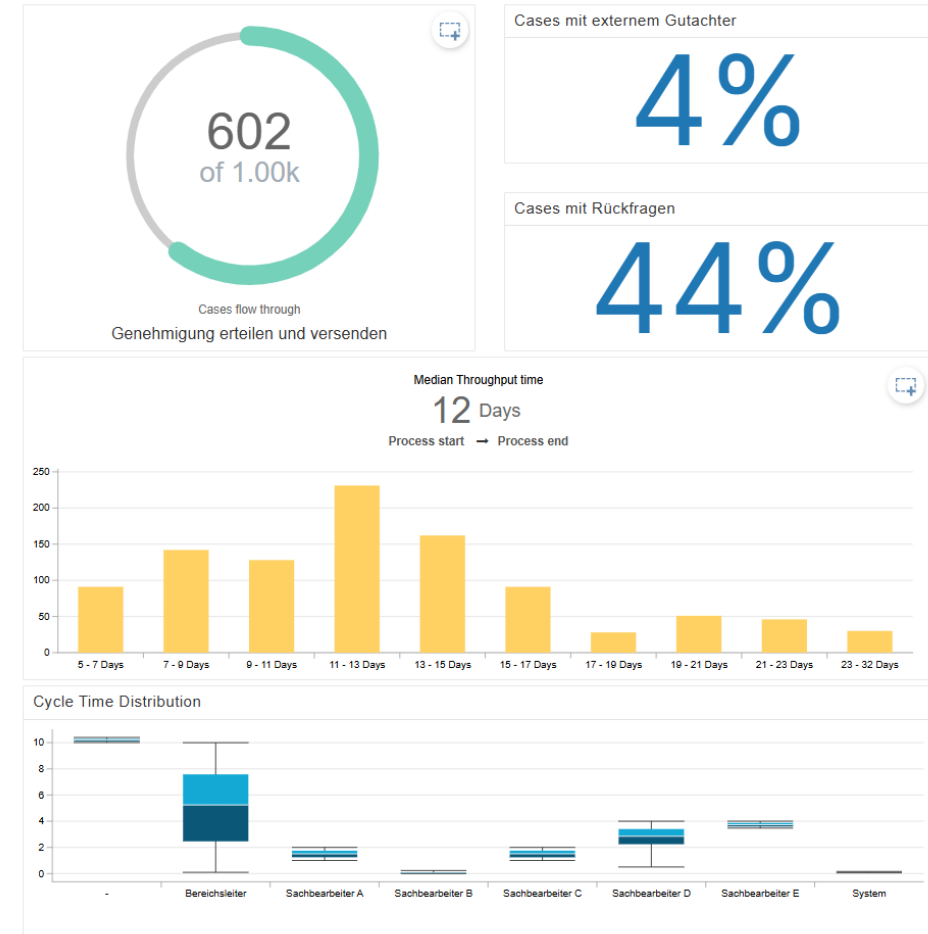 602
of 1.00k
Cases flow through
Genehmigung erteilen und versenden
Cases mit externem Gutachter
4%
Cases mit Rückfragen
44%
Median Throughput time
12 Days
Process start → Process end
250
200
150
100
50
0
5 - 7 Days 7 - 9 Days 9 - 11 Days 11 - 13 Days 13 - 15 Days 15 - 17 Days 17 - 19 Days 19 - 21 Days 21 - 23 Days 23 - 32 Days
Cycle Time Distribution
10
8
6
4
2
0
- Bereichsleiter Sachbearbeiter A Sachbearbeiter B Sachbearbeiter C Sachbearbeiter D Sachbearbeiter E System